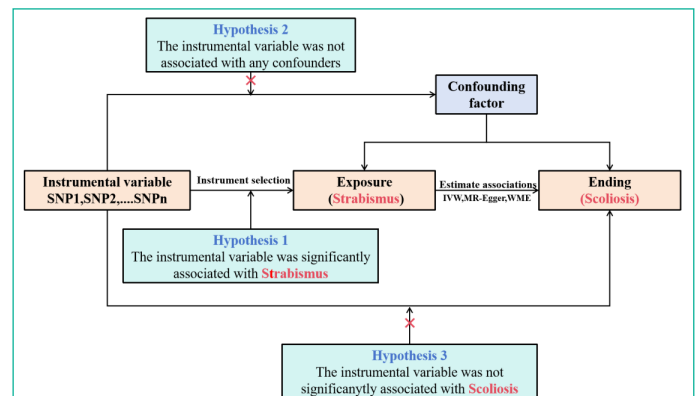 Hypothesis 2
The instrumental variable was not
associated with any confounders
Confounding
factor
Instrumental variable
SNP1,SNP2,....SNPn
Instrument selection
Exposure
(Strabismus)
Estimate associations
IVW,MR-Egger,WME
Ending
(Scoliosis)
Hypothesis 1
The instrumental variable was significantly
associated with Strabismus
Hypothesis 3
The instrumental variable was not
significanytly associated with Scoliosis